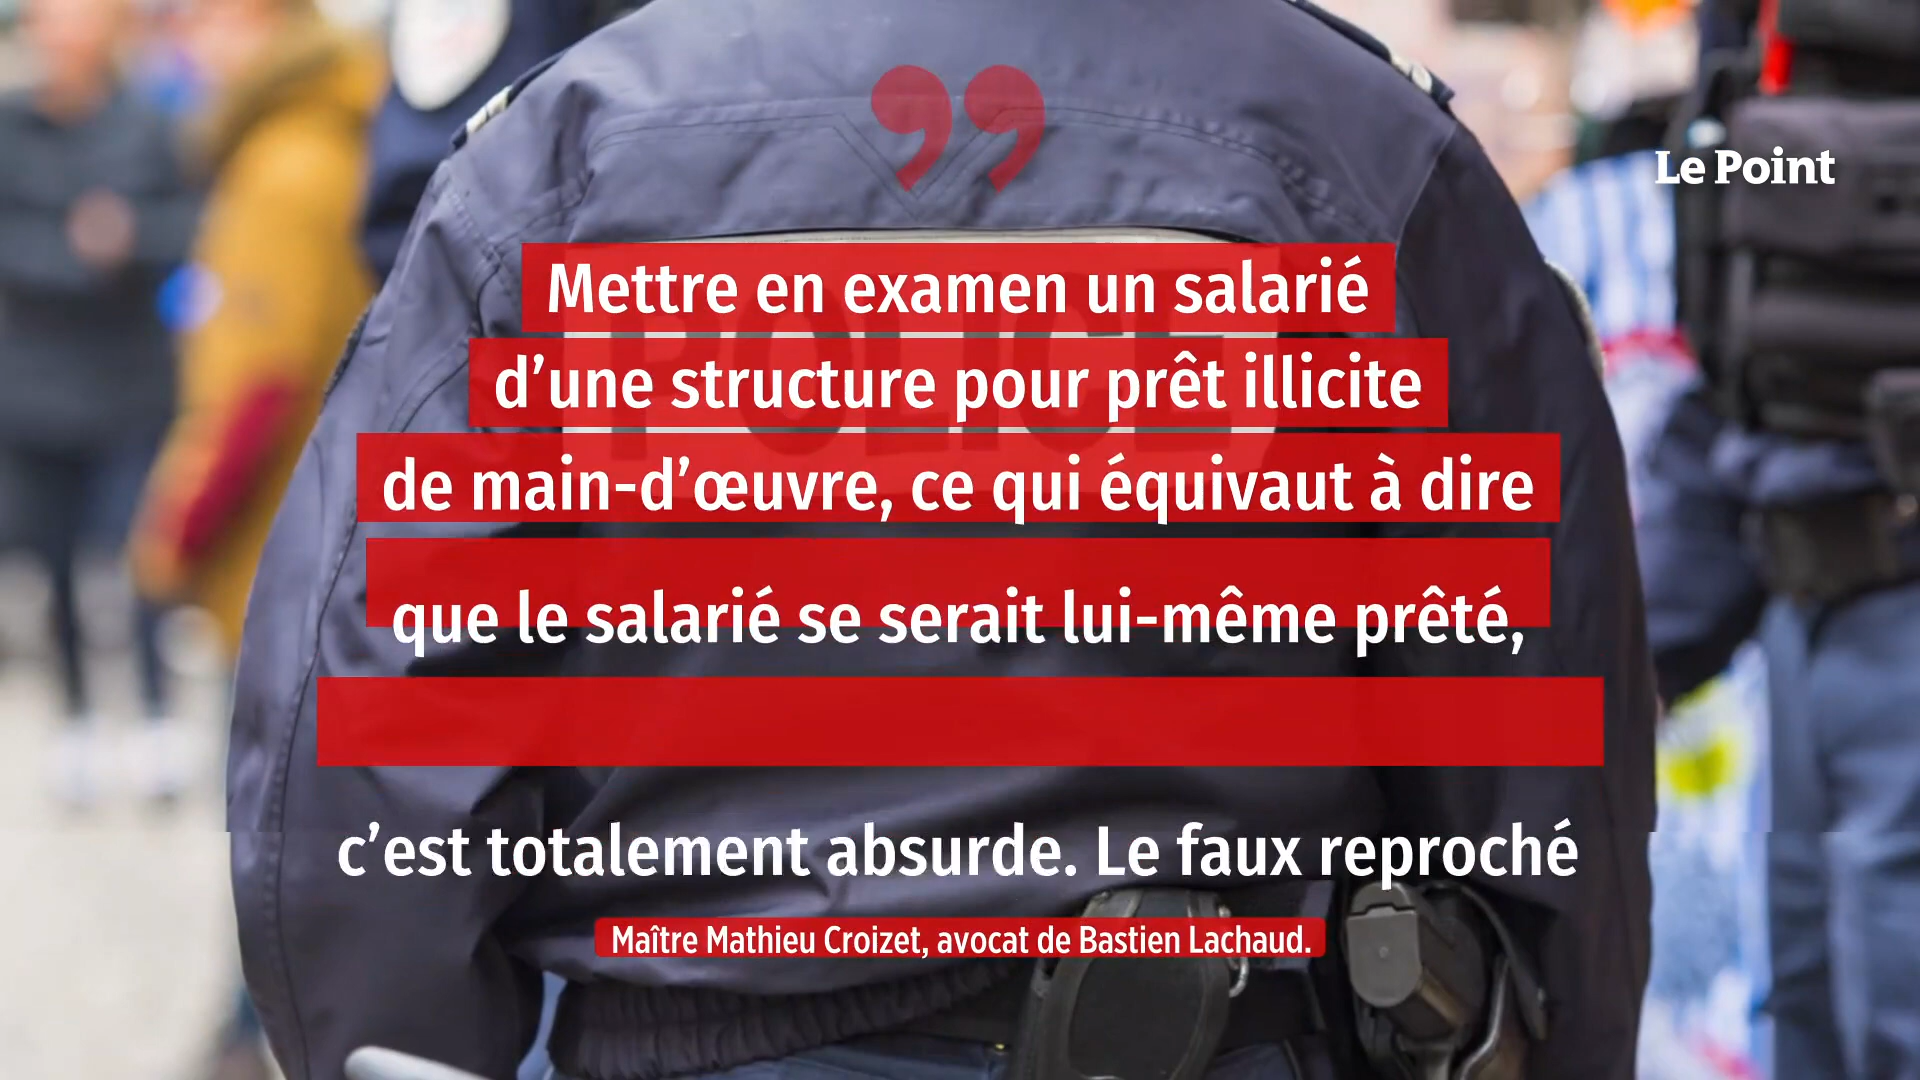 ”
Le Point
Mettre en examen un salarié
d’une structure pour prêt illicite
POLICE
de main-d’œuvre, ce qui équivaut à dire
que le salarié se serait lui-même prêté,
c’est totalement absurde. Le faux reproché
Maître Mathieu Croizet, avocat de Bastien Lachaud.